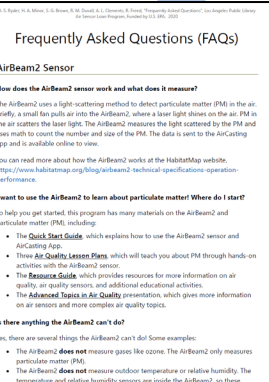 S. Ryder, H. A. Minor, S. G. Brown, R. M. Duvall, A. L. Clements, R. Freed, "Frequently Asked Questions", Los Angeles Public Library
Air Sensor Loan Program, Funded by U.S. EPA. 2020
Frequently Asked Questions (FAQs)
AirBeam2 Sensor
How does the AirBeam2 sensor work and what does it measure?
The AirBeam2 uses a light-scattering method to detect particulate matter (PM) in the air.
Briefly, a small fan pulls air into the AirBeam2, where a laser light shines on the air. PM in
the air scatters the laser light. The AirBeam2 measures the light scattered by the PM and
uses math to count the number and size of the PM. The data is sent to the AirCasting
app and is available online to view.
You can read more about how the AirBeam2 works at the HabitatMap website,
https://www.habitatmap.org/blog/airbeam2-technical-specifications-operation-
performance.
want to use the AirBeam2 to learn about particulate matter! Where do I start?
To help you get started, this program has many materials on the AirBeam2 and
particulate matter (PM), including:
• The Quick Start Guide, which explains how to use the AirBeam2 sensor and
AirCasting App.
• Three Air Quality Lesson Plans, which will teach you about PM through hands-on
activities with the AirBeam2 sensor.
• The Resource Guide, which provides resources for more information on air
quality, air quality sensors, and additional educational activities.
• The Advanced Topics in Air Quality presentation, which gives more information
on air sensors and more complex air quality topics.
Is there anything the AirBeam2 can't do?
Yes, there are several things the AirBeam2 can't do! Some examples:
• The AirBeam2 does not measure gases like ozone. The AirBeam2 only measures
particulate matter (PM).
• The AirBeam2 does not measure outdoor temperature or relative humidity. The
temperature and relative humidity sensors are inside the AirBeam2, so these